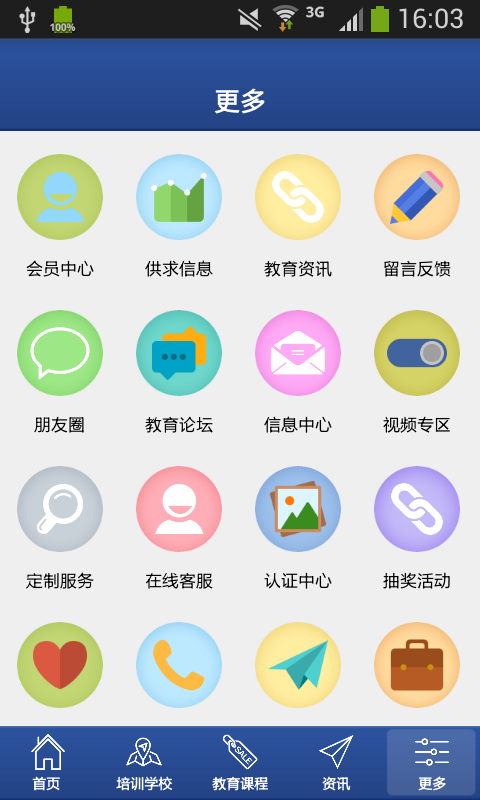 100%
3G
16:03
更多
会员中心
供求信息
教育资讯
留言反馈
朋友圈
教育论坛
信息中心
视频专区
定制服务
在线客服
认证中心
抽奖活动
SALE
首页
培训学校
教育课程
资讯
更多